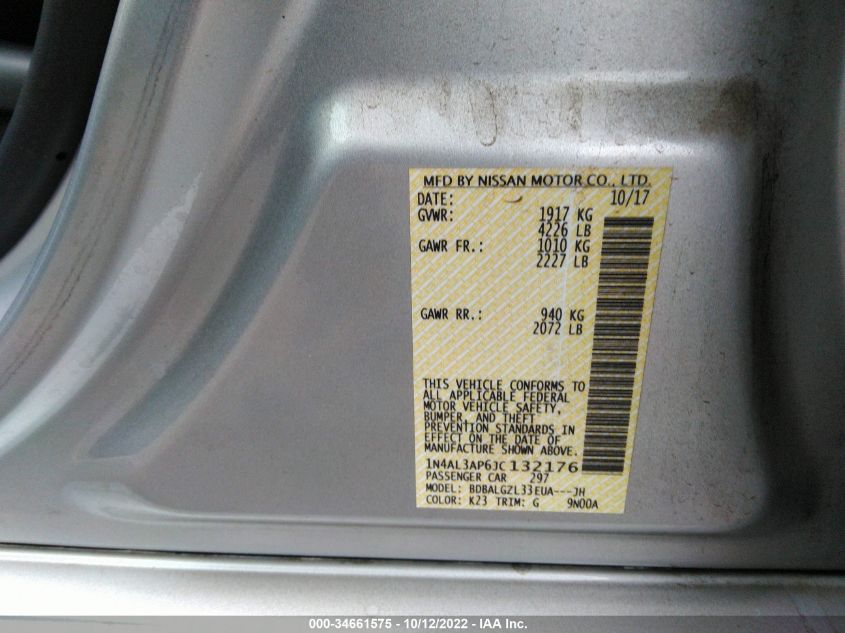 MFD BY NISSAN MOTOR CO., LTD.
DATE: 10/17
GVWR: 1917 KG
4226 LB
GAWR FR.: 1010 KG
2227 LB
GAWR RR.: 940 KG
2072 LB
THIS VEHICLE CONFORMS TO
ALL APPLICABLE FEDERAL
MOTOR VEHICLE SAFETY,
BUMPER, AND THEFT
PREVENTION STANDARDS IN
EFFECT ON THE DATE OF
MANUFACTURE SHOWN ABOVE.
1N4AL3AP6JC132176
PASSENGER CAR 297
MODEL: BDBALGZL33EUA---JH
COLOR: K23 TRIM: G 9N00A
000-34661575 - 10/12/2022 - IAA Inc.